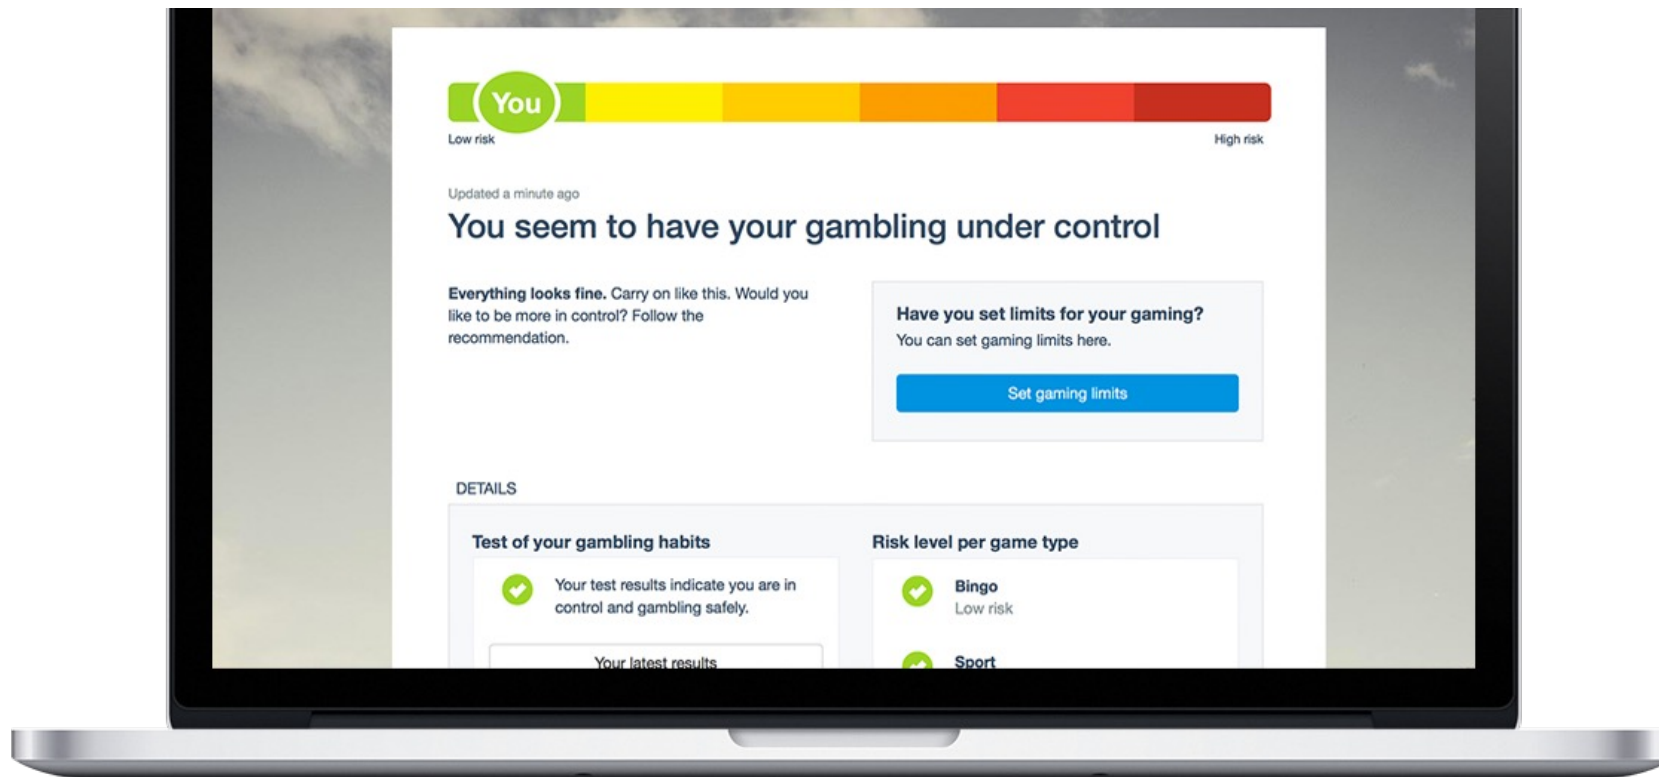 You
Low risk
High risk
Updated a minute ago
You seem to have your gambling under control
Everything looks fine. Carry on like this. Would you
like to be more in control? Follow the
recommendation.
Have you set limits for your gaming?
You can set gaming limits here.
Set gaming limits
DETAILS
Test of your gambling habits
Your test results indicate you are in
control and gambling safely.
Your latest results
Risk level per game type
Bingo
Low risk
Sport